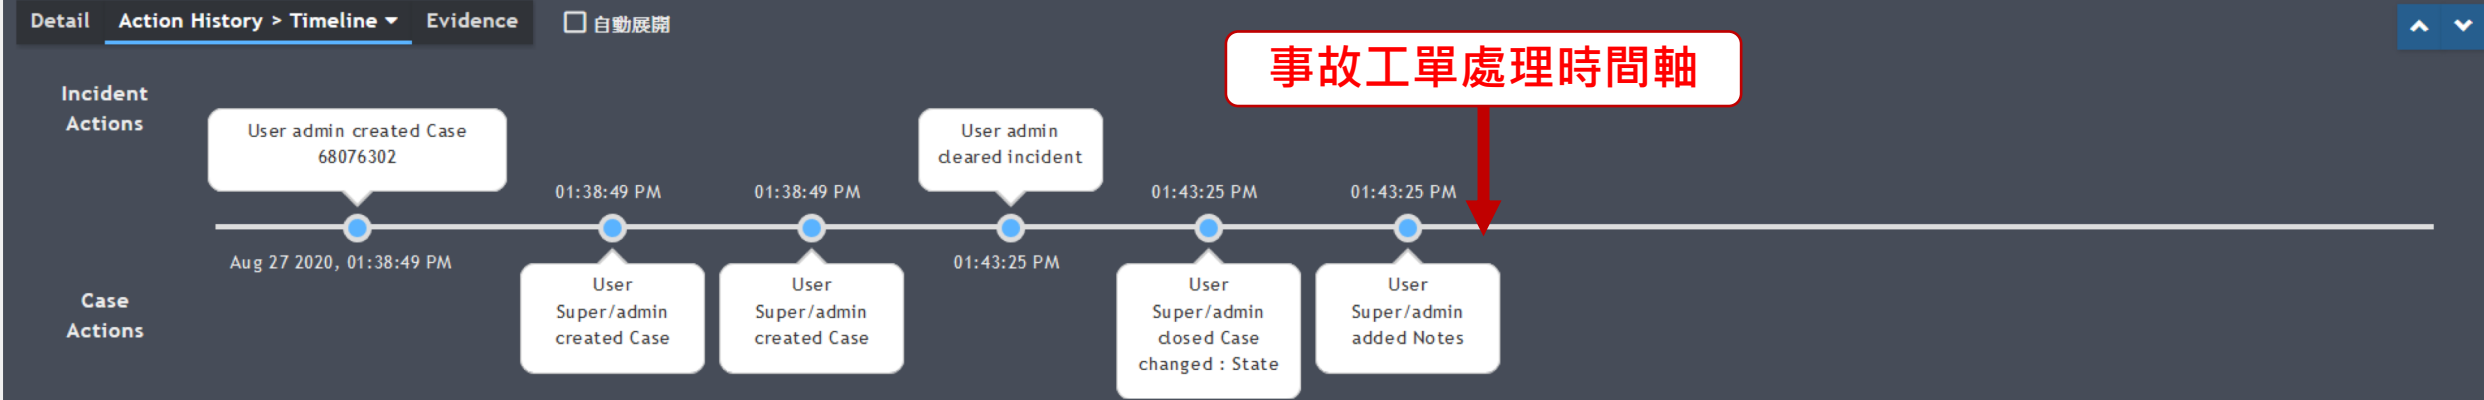 Detail Action History > Timeline Evidence 自動展開
事故工單處理時間軸
Incident
Actions
User admin created Case
68076302
User admin
cleared incident
01:38:49 PM
01:38:49 PM
01:43:25 PM
01:43:25 PM
Aug 27 2020, 01:38:49 PM
01:43:25 PM
Case
Actions
User
Super/admin
created Case
User
Super/admin
created Case
User
Super/admin
closed Case
changed : State
User
Super/admin
added Notes